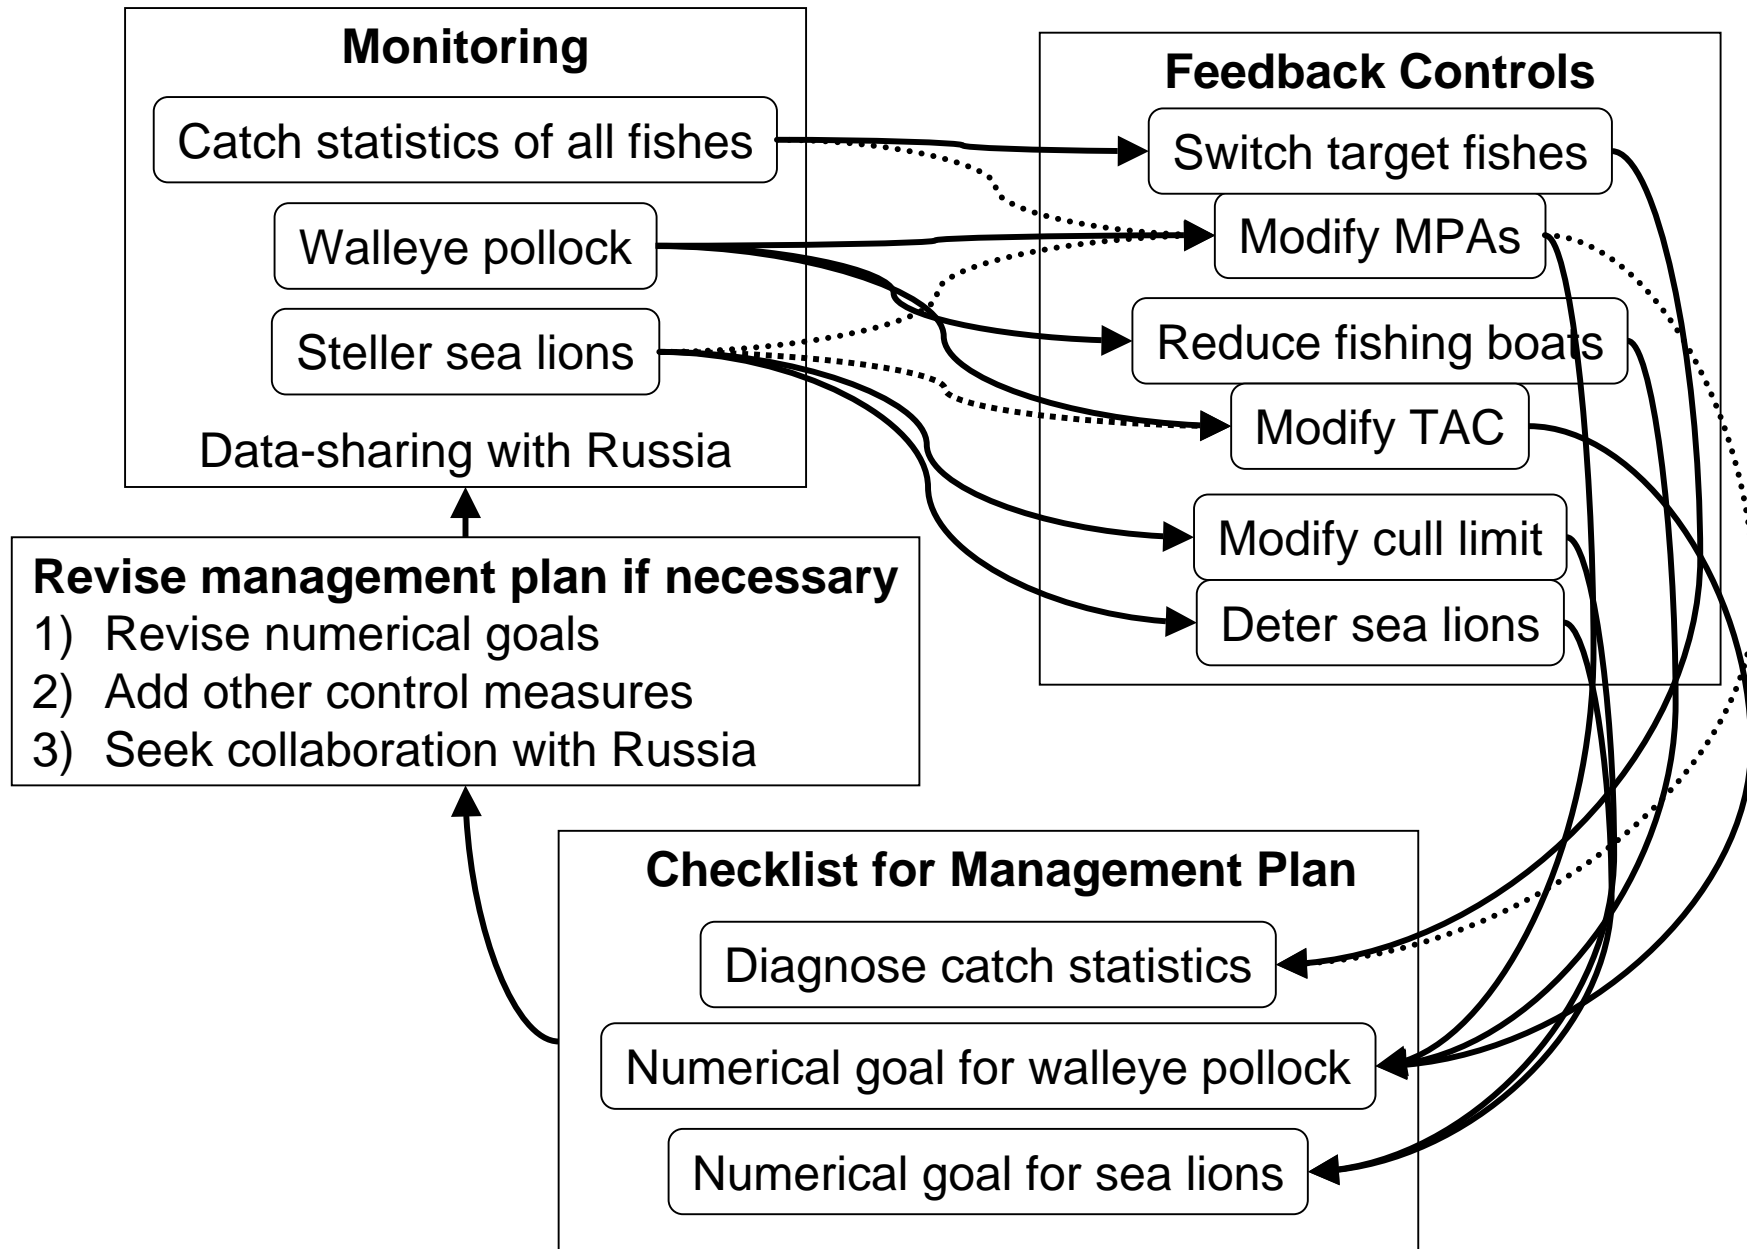 Monitoring
Catch statistics of all fishes
Walleye pollock
Steller sea lions
Data-sharing with Russia
Feedback Controls
Switch target fishes
Modify MPAs
Reduce fishing boats
Modify TAC
Modify cull limit
Deter sea lions
Revise management plan if necessary
1) Revise numerical goals
2) Add other control measures
3) Seek collaboration with Russia
Checklist for Management Plan
Diagnose catch statistics
Numerical goal for walleye pollock
Numerical goal for sea lions